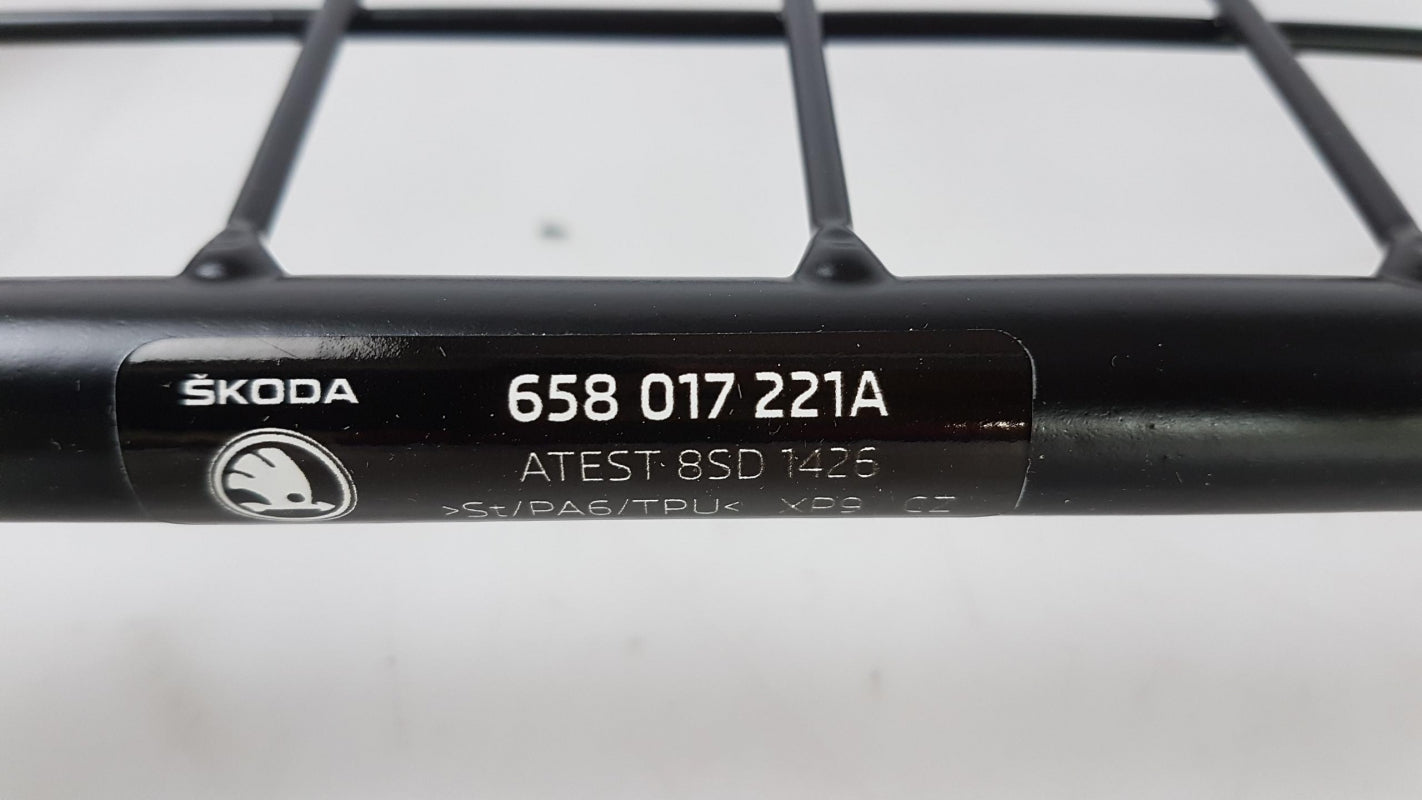 ŠKODA 658 017 221A
ATEST 8SD 1426
>St/PA6/TPU< XP9 CZ